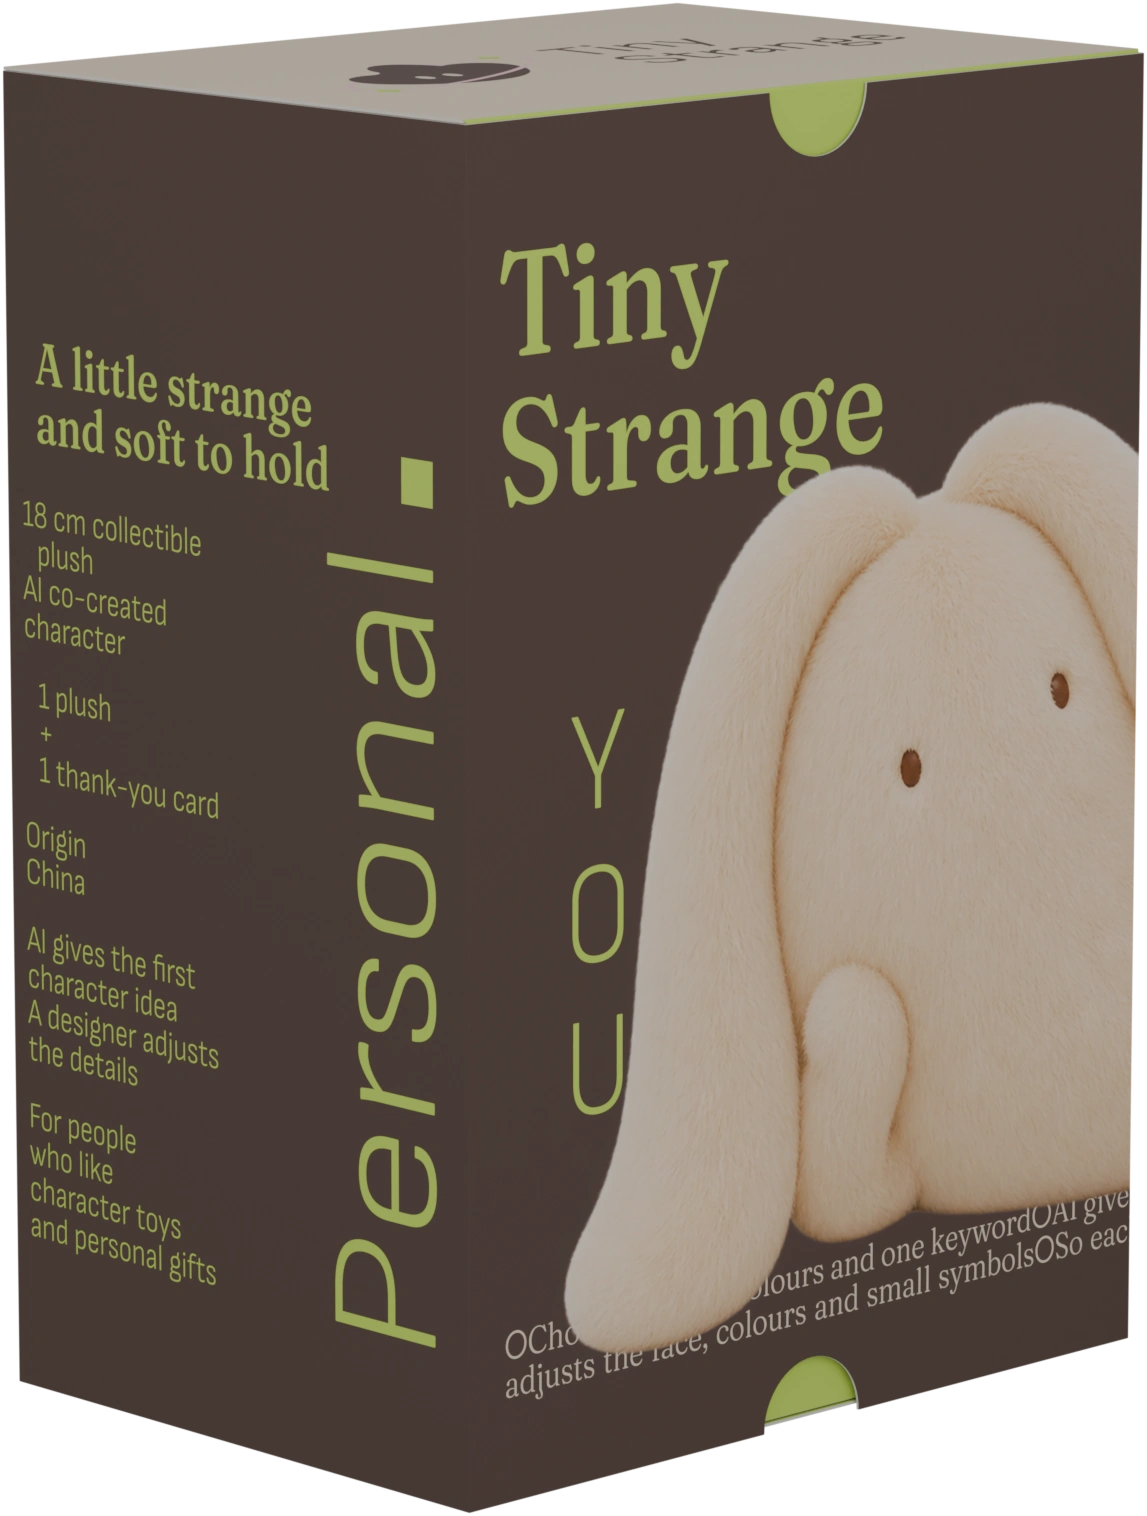 Tiny
Strange
A little strange
and soft to hold
18 cm collectible
plush
AI co-created
character
1 plush
+
1 thank-you card
Origin
China
AI gives the first
character idea
A designer adjusts
the details
For people
who like
character toys
and personal gifts
Personal
Tiny
Strange
Y
O
U
and one keywordOAI give
adjusts the face, colours and small symbolsOSo eac